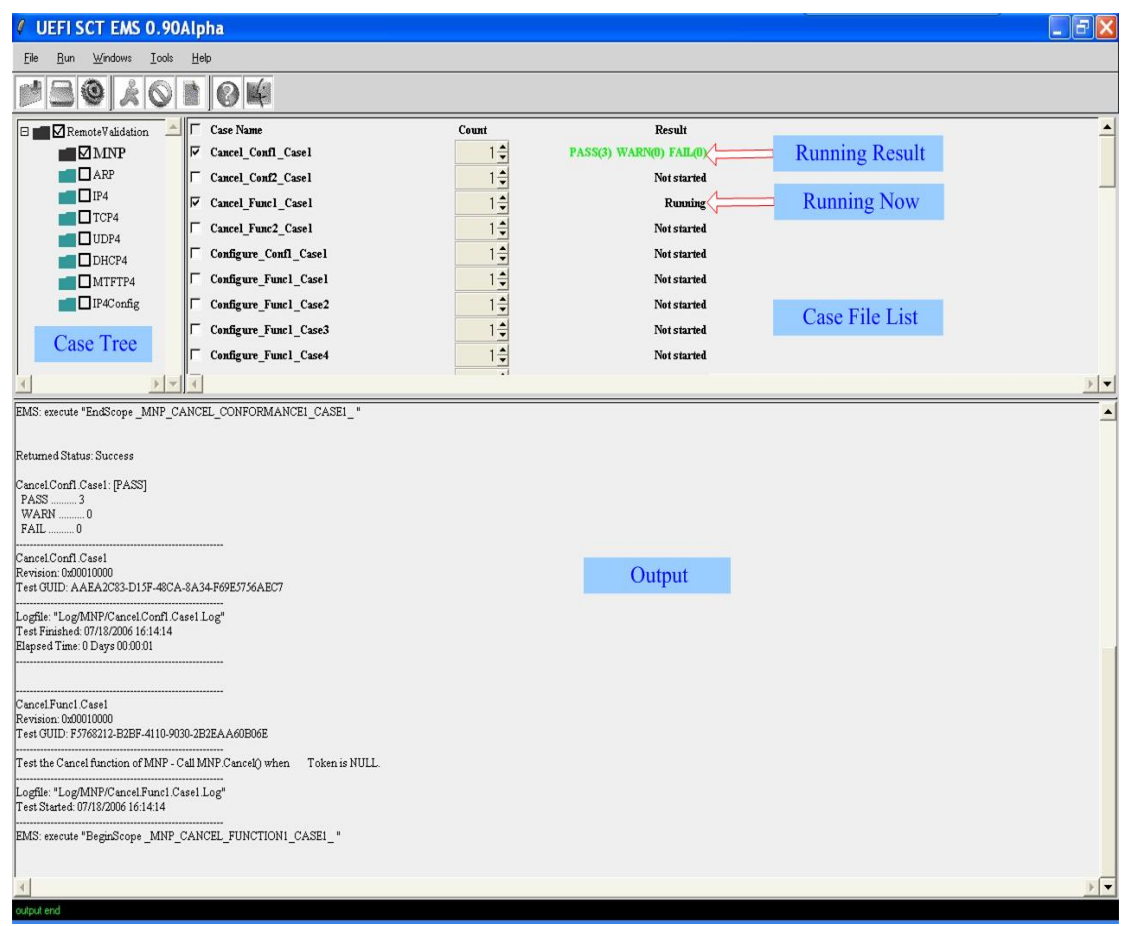 UEFI SCT EMS 0.90Alpha
File Run Windows Tools Help
RemoteValidation
MNP
ARP
IP4
TCP4
UDP4
DHCP4
MTFTP4
IP4Config
Case Tree
Case Name Count Result
Cancel_Conf1_Case1 1 PASS(3) WARN(0) FAIL(0) Running Result
Cancel_Conf2_Case1 1 Not started
Cancel_Func1_Case1 1 Running Running Now
Cancel_Func2_Case1 1 Not started
Configure_Conf1_Case1 1 Not started
Configure_Func1_Case1 1 Not started
Configure_Func1_Case2 1 Not started
Case File List
Configure_Func1_Case3 1 Not started
Configure_Func1_Case4 1 Not started
EMS: execute "EndScope _MNP_CANCEL_CONFORMANCE1_CASE1_ "
Returned Status: Success
Cancel.Conf1.Case1: [PASS]
PASS .......... 3
WARN .......... 0
FAIL .......... 0
------------------------------------------------------------
Cancel.Conf1.Case1
Revision: 0x00010000
Test GUID: AAEA2C83-D15F-48CA-8A34-F69E5756AEC7
------------------------------------------------------------
Output
Logfile: "Log/MNP/Cancel.Conf1.Case1.Log"
Test Finished: 07/18/2006 16:14:14
Elapsed Time: 0 Days 00:00:01
------------------------------------------------------------
------------------------------------------------------------
Cancel.Func1.Case1
Revision: 0x00010000
Test GUID: F5768212-B2BF-4110-9030-2B2EAA60B06E
------------------------------------------------------------
Test the Cancel function of MNP - Call MNP.Cancel() when Token is NULL.
------------------------------------------------------------
Logfile: "Log/MNP/Cancel.Func1.Case1.Log"
Test Started: 07/18/2006 16:14:14
------------------------------------------------------------
EMS: execute "BeginScope _MNP_CANCEL_FUNCTION1_CASE1_ "
output end